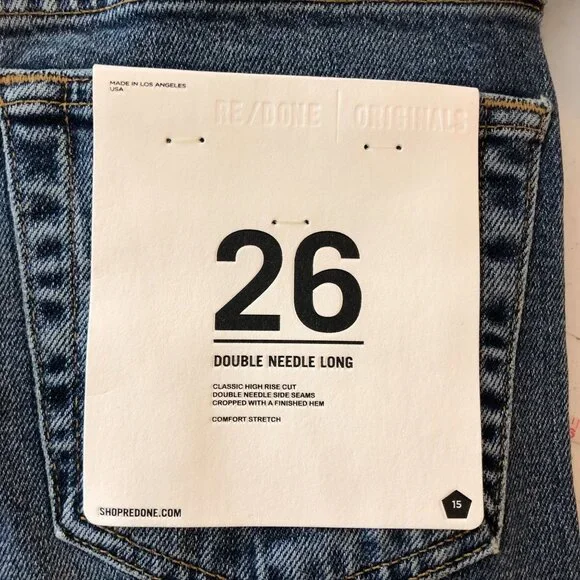 MADE IN LOS ANGELES
USA
RE/DONE | ORIGINALS
26
DOUBLE NEEDLE LONG
CLASSIC HIGH RISE CUT
DOUBLE NEEDLE SIDE SEAMS
CROPPED WITH A FINISHED HEM
COMFORT STRETCH
SHOPREDONE.COM
15